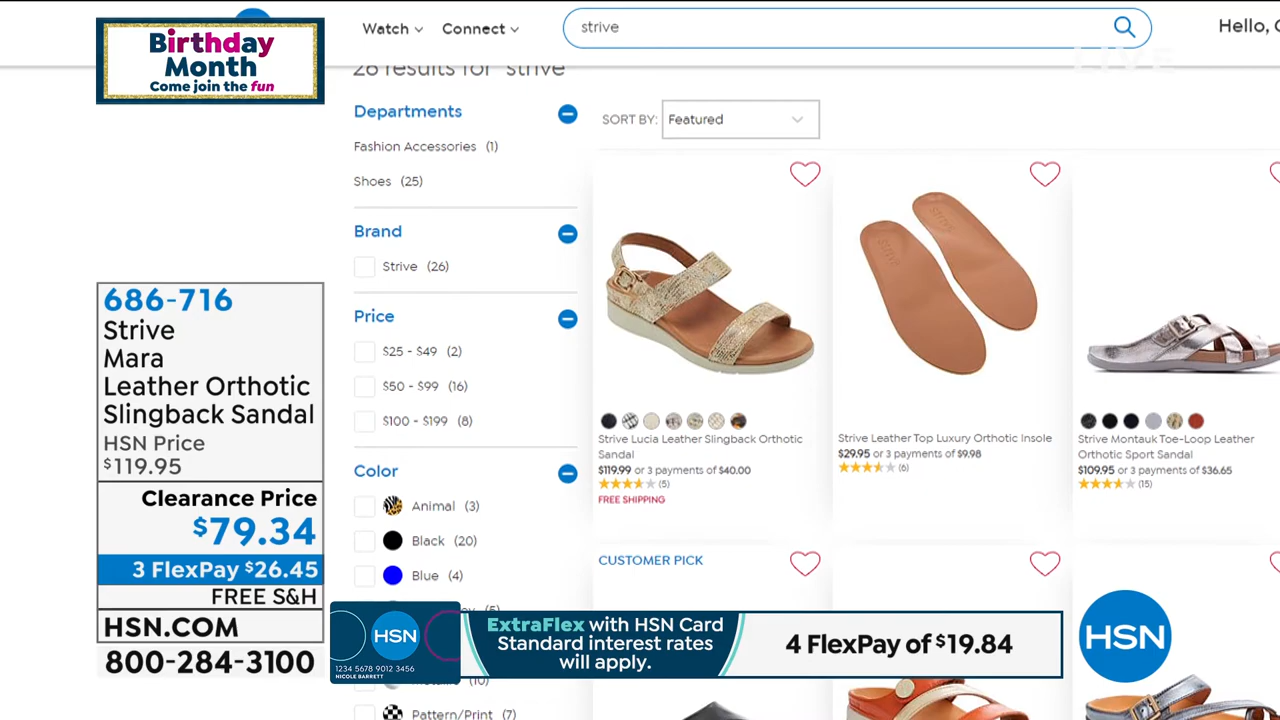 Birthday
Month
Come join the fun
Watch
Connect
strive
Hello,
LIVE
26 results for "strive"
Departments
Fashion Accessories (1)
Shoes (25)
Brand
Strive (26)
Price
$25 - $49 (2)
$50 - $99 (16)
$100 - $199 (8)
Color
Animal (3)
Black (20)
Blue (4)
(5)
(10)
Pattern/Print (7)
SORT BY: Featured
Strive Lucia Leather Slingback Orthotic
Sandal
$119.99 or 3 payments of $40.00
(5)
FREE SHIPPING
Strive Leather Top Luxury Orthotic Insole
$29.95 or 3 payments of $9.98
(6)
Strive Montauk Toe-Loop Leather
Orthotic Sport Sandal
$109.95 or 3 payments of $36.65
(15)
CUSTOMER PICK
686-716
Strive
Mara
Leather Orthotic
Slingback Sandal
HSN Price
$119.95
Clearance Price
$79.34
3 FlexPay $26.45
FREE S&H
HSN.COM
800-284-3100
HSN
1234 5678 9012 3456
NICOLE BARRETT
ExtraFlex with HSN Card
Standard interest rates
will apply.
4 FlexPay of $19.84
HSN